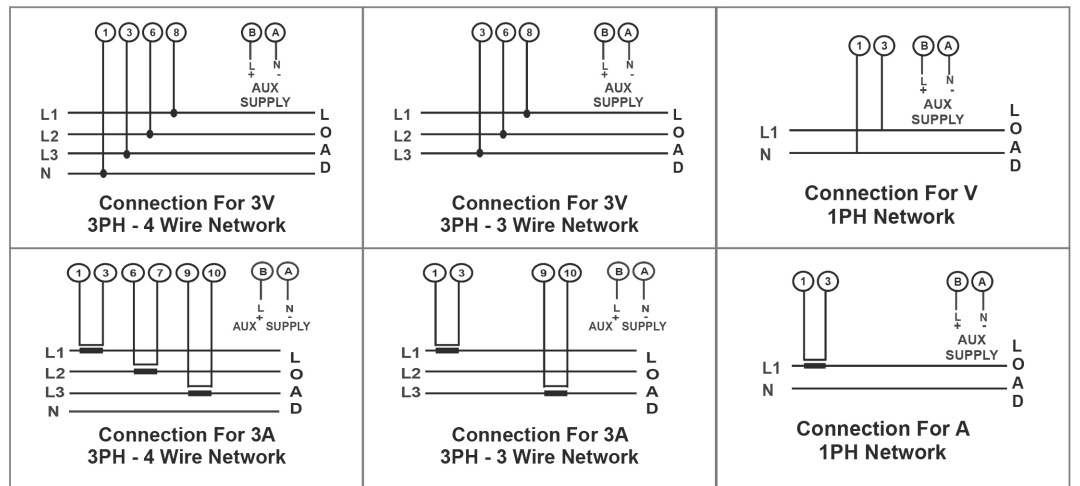 1 3 6 8 B A
L N
+ -
AUX
SUPPLY
L1 L
L2 O
L3 A
N D
Connection For 3V
3PH - 4 Wire Network
3 6 8 B A
L N
+ -
AUX
SUPPLY
L1 L
L2 O
L3 A
D
Connection For 3V
3PH - 3 Wire Network
1 3 B A
L N
+ -
AUX
SUPPLY
L
L1 O
N A
D
Connection For V
1PH Network
1 3 6 7 9 10 B A
L N
+ -
AUX SUPPLY
L1 L
L2 O
L3 A
N D
Connection For 3A
3PH - 4 Wire Network
1 3 9 10 B A
L N
+ -
AUX SUPPLY
L1 L
L2 O
L3 A
D
Connection For 3A
3PH - 3 Wire Network
1 3 B A
L N
+ -
AUX
SUPPLY
L
L1 O
N A
D
Connection For A
1PH Network